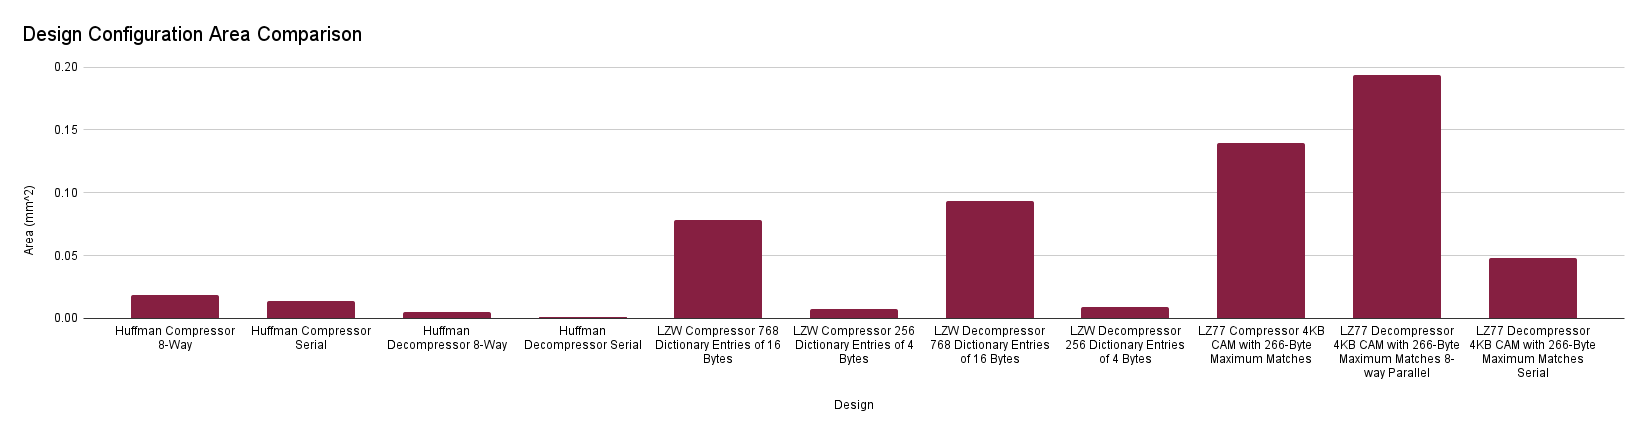 Design Configuration Area Comparison
0.20
0.15
0.10
0.05
0.00
Area (mm^2)
Huffman Compressor
8-Way
Huffman Compressor
Serial
Huffman
Decompressor 8-Way
Huffman
Decompressor Serial
LZW Compressor 768
Dictionary Entries of 16
Bytes
LZW Compressor 256
Dictionary Entries of 4
Bytes
LZW Decompressor
768 Dictionary Entries
of 16 Bytes
LZW Decompressor
256 Dictionary Entries
of 4 Bytes
LZ77 Compressor 4KB
CAM with 266-Byte
Maximum Matches
LZ77 Decompressor
4KB CAM with 266-Byte
Maximum Matches 8-
way Parallel
LZ77 Decompressor
4KB CAM with 266-Byte
Maximum Matches
Serial
Design